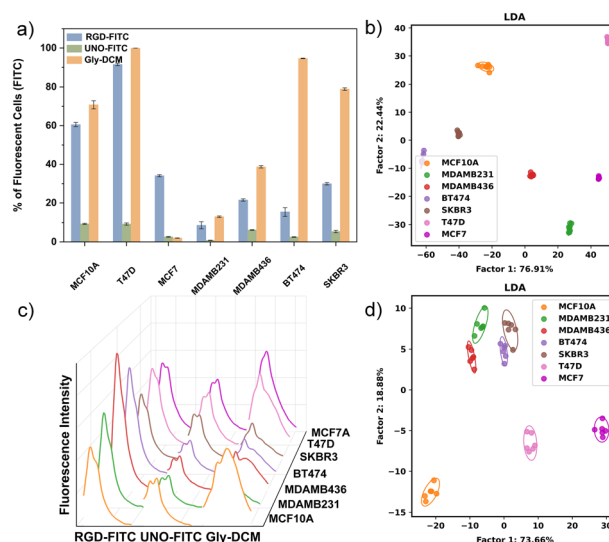 a)
RGD-FITC
UNO-FITC
Gly-DCM
% of Fluorescent Cells (FITC)
100
80
60
40
20
0
MCF10A
T47D
MCF7
MDAMB231
MDAMB436
BT474
SKBR3
b)
LDA
Factor 2: 22.44%
30
20
10
0
−10
−20
−30
MCF10A
MDAMB231
MDAMB436
BT474
SKBR3
T47D
MCF7
−60
−40
−20
0
20
40
Factor 1: 76.91%
c)
Fluorescence Intensity
MCF7A
T47D
SKBR3
BT474
MDAMB436
MDAMB231
MCF10A
RGD-FITC UNO-FITC Gly-DCM
d)
LDA
Factor 2: 18.88%
10
5
0
−5
−10
−15
MCF10A
MDAMB231
MDAMB436
BT474
SKBR3
T47D
MCF7
−20
−10
0
10
20
30
Factor 1: 73.66%